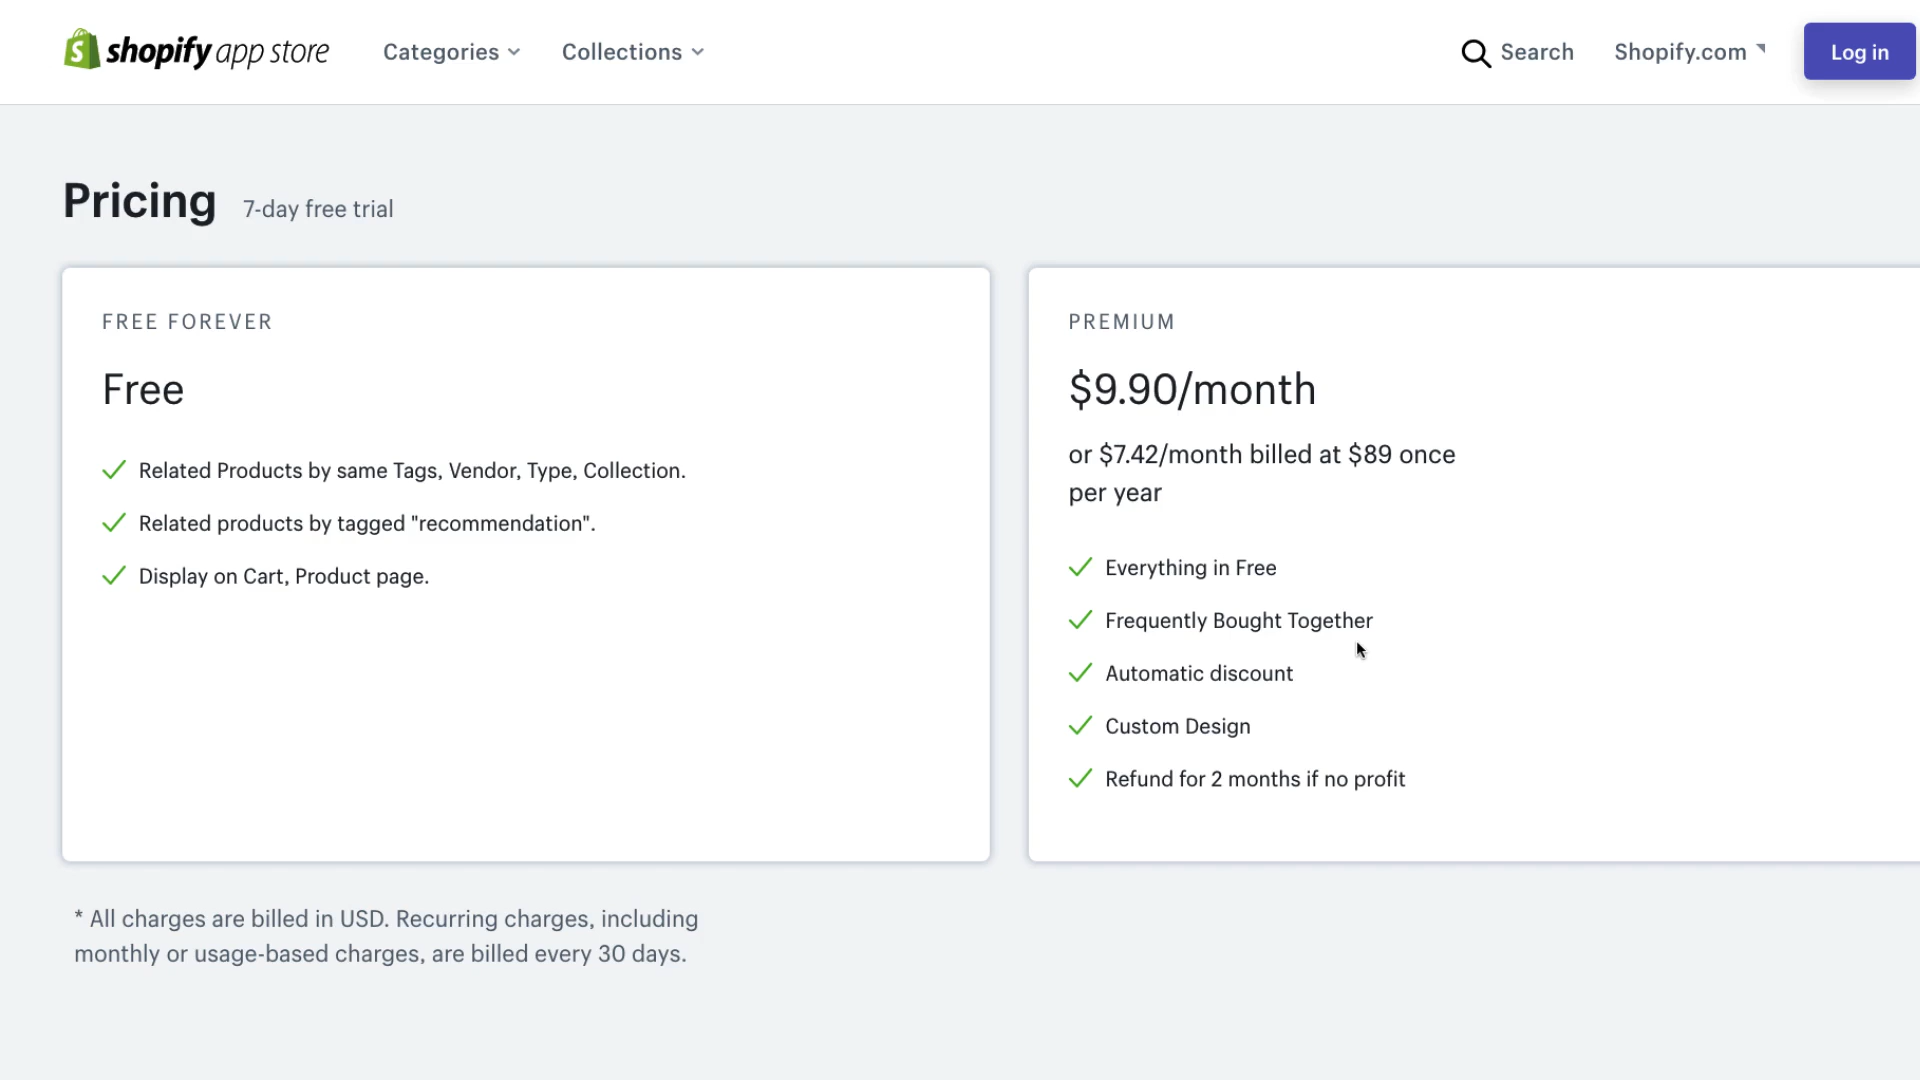 shopify app store
Categories
Collections
Search
Shopify.com
Log in
Pricing
7-day free trial
FREE FOREVER
Free
Related Products by same Tags, Vendor, Type, Collection.
Related products by tagged "recommendation".
Display on Cart, Product page.
PREMIUM
$9.90/month
or $7.42/month billed at $89 once
per year
Everything in Free
Frequently Bought Together
Automatic discount
Custom Design
Refund for 2 months if no profit
* All charges are billed in USD. Recurring charges, including
monthly or usage-based charges, are billed every 30 days.